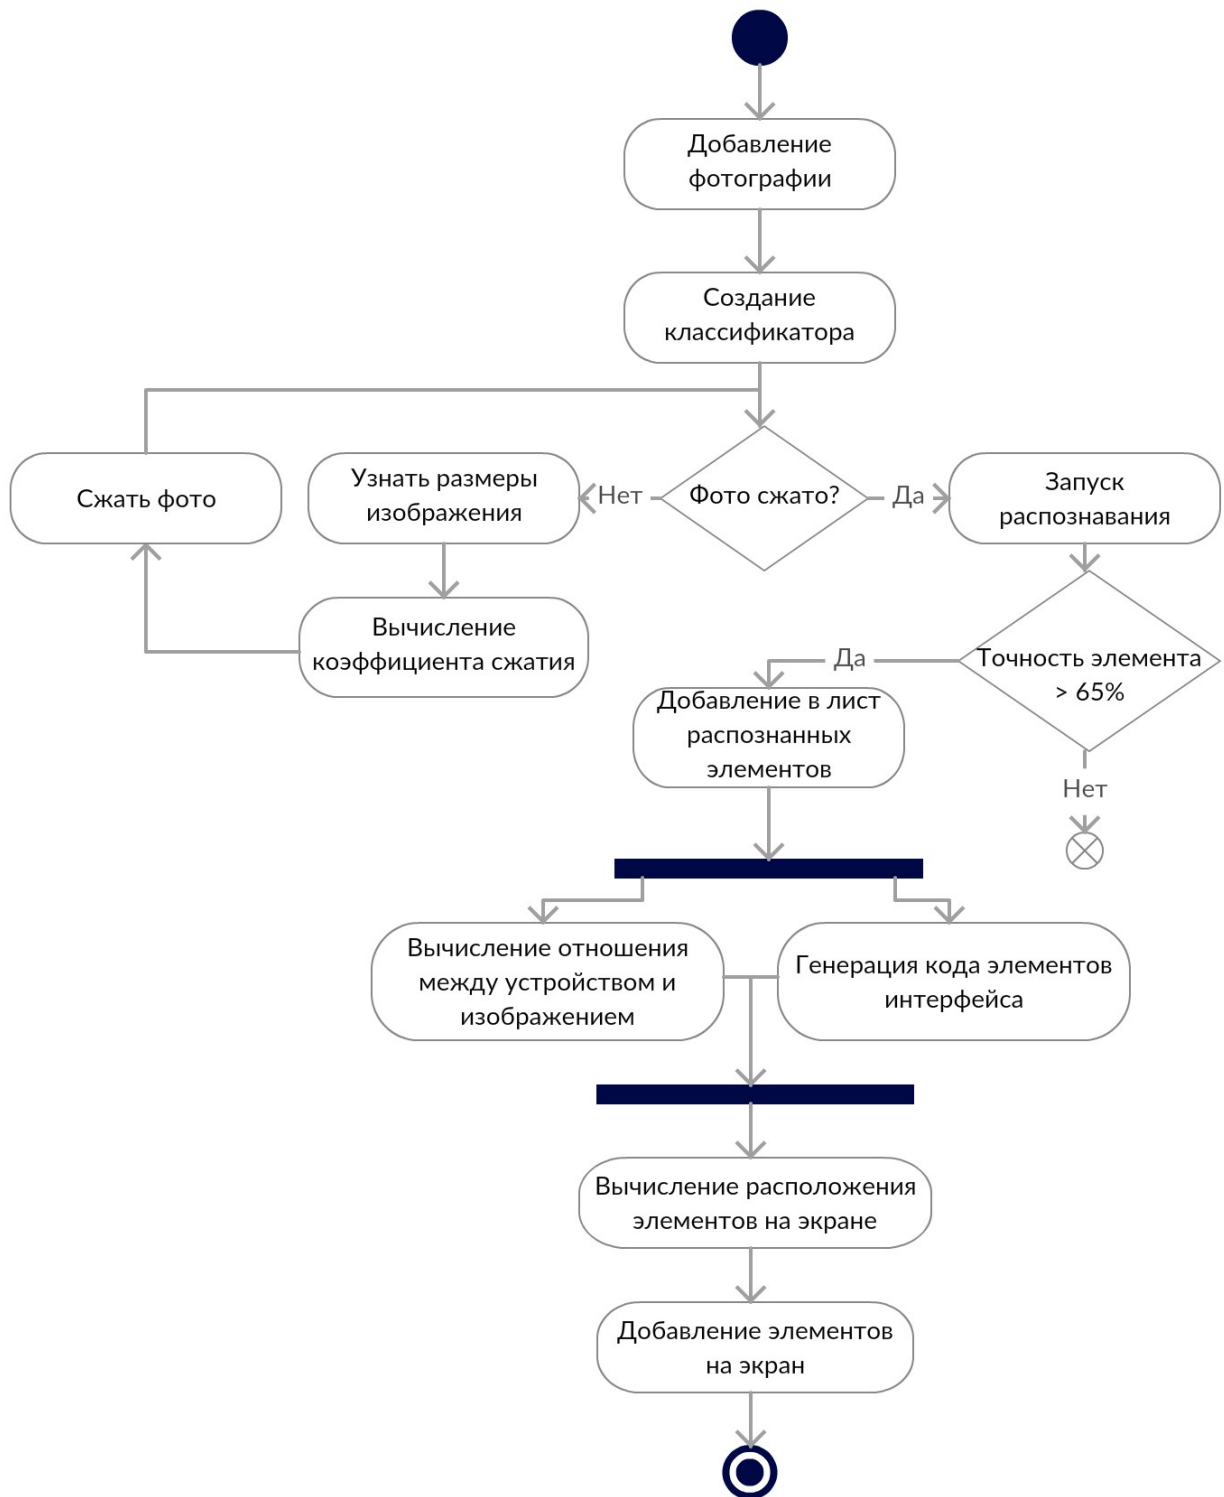 Добавление
фотографии
Создание
классификатора
Сжать фото
Узнать размеры
изображения
Нет
Фото сжато?
Да
Запуск
распознавания
Вычисление
коэффициента сжатия
Да
Точность элемента
> 65%
Добавление в лист
распознанных
элементов
Нет
Вычисление отношения
между устройством и
изображением
Генерация кода элементов
интерфейса
Вычисление расположения
элементов на экране
Добавление элементов
на экран